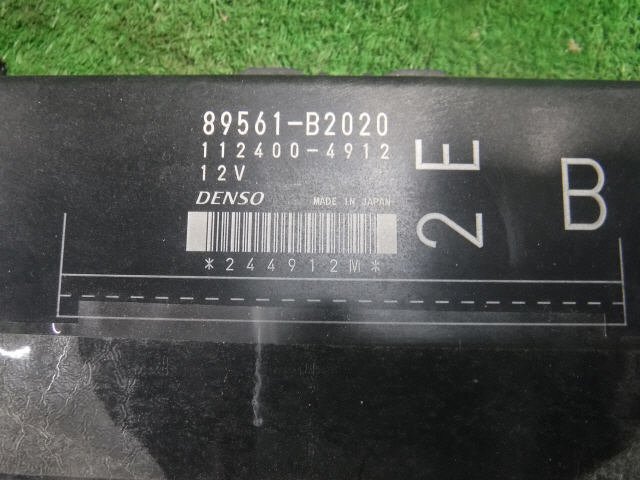 89561-B2020
112400-4912
12V
DENSO MADE IN JAPAN
*244912M*
2E
B